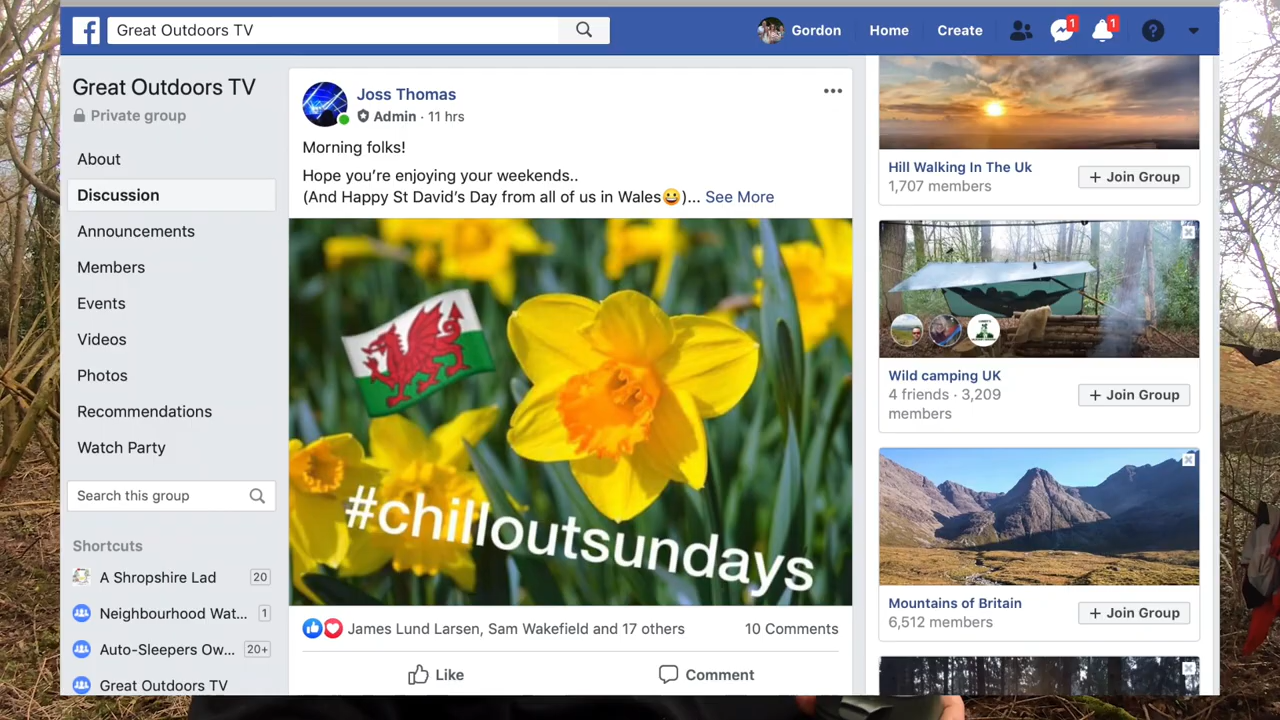 Great Outdoors TV
Gordon
Home
Create
1
1
Great Outdoors TV
Private group
About
Discussion
Announcements
Members
Events
Videos
Photos
Recommendations
Watch Party
Search this group
Shortcuts
A Shropshire Lad 20
Neighbourhood Wat... 1
Auto-Sleepers Ow... 20+
Great Outdoors TV
Joss Thomas
Admin · 11 hrs
Morning folks!
Hope you're enjoying your weekends..
(And Happy St David's Day from all of us in Wales😀)... See More
#chilloutsundays
James Lund Larsen, Sam Wakefield and 17 others
10 Comments
Like
Comment
Hill Walking In The Uk
1,707 members
+ Join Group
Wild camping UK
4 friends · 3,209
members
+ Join Group
Mountains of Britain
6,512 members
+ Join Group